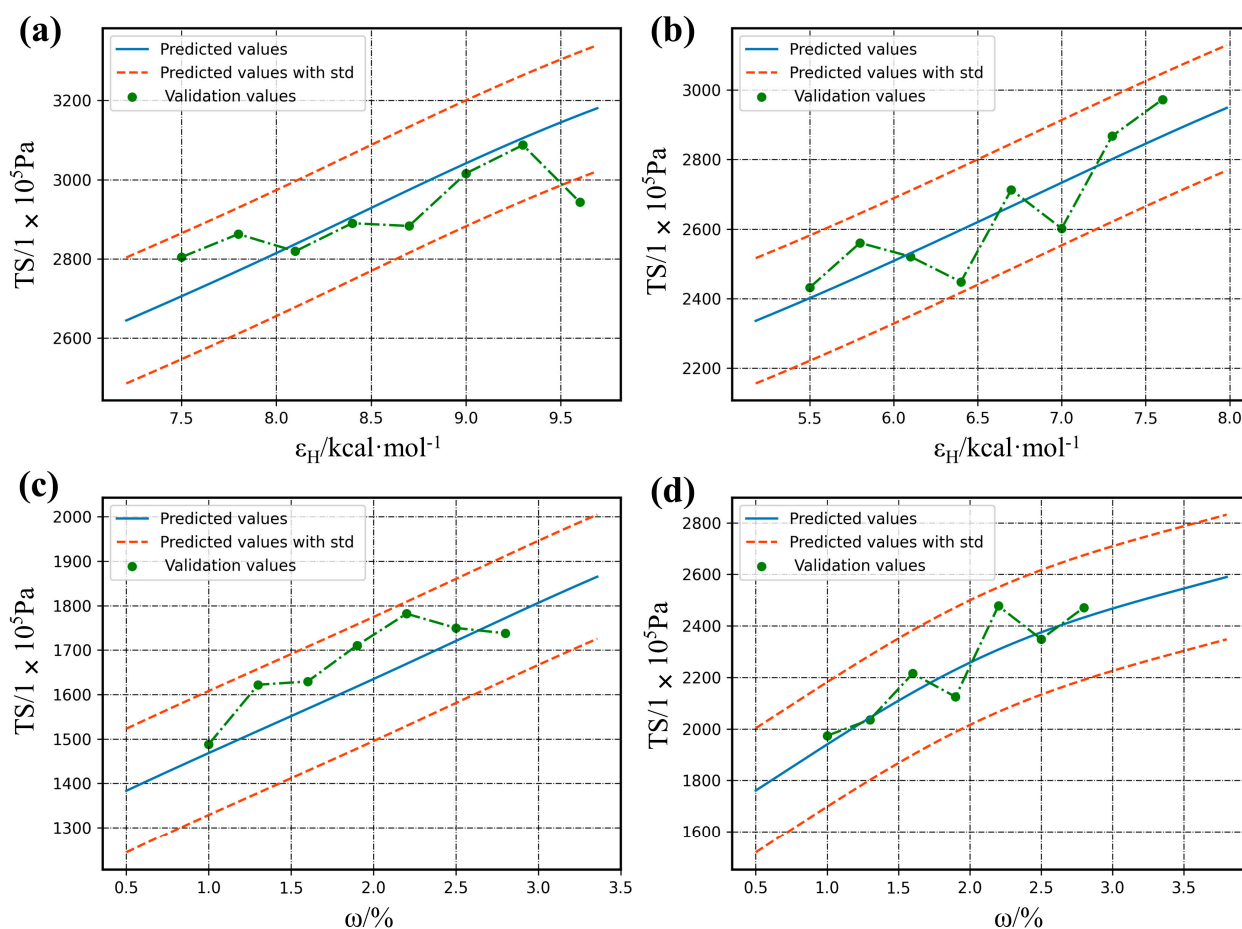 (a)
Predicted values
Predicted values with std
Validation values
3200
3000
2800
2600
TS/1 × 10⁵Pa
7.5 8.0 8.5 9.0 9.5
ε_H/kcal·mol⁻¹
(b)
Predicted values
Predicted values with std
Validation values
3000
2800
2600
2400
2200
TS/1 × 10⁵Pa
5.5 6.0 6.5 7.0 7.5 8.0
ε_H/kcal·mol⁻¹
(c)
Predicted values
Predicted values with std
Validation values
2000
1900
1800
1700
1600
1500
1400
1300
TS/1 × 10⁵Pa
0.5 1.0 1.5 2.0 2.5 3.0 3.5
ω/%
(d)
Predicted values
Predicted values with std
Validation values
2800
2600
2400
2200
2000
1800
1600
TS/1 × 10⁵Pa
0.5 1.0 1.5 2.0 2.5 3.0 3.5
ω/%